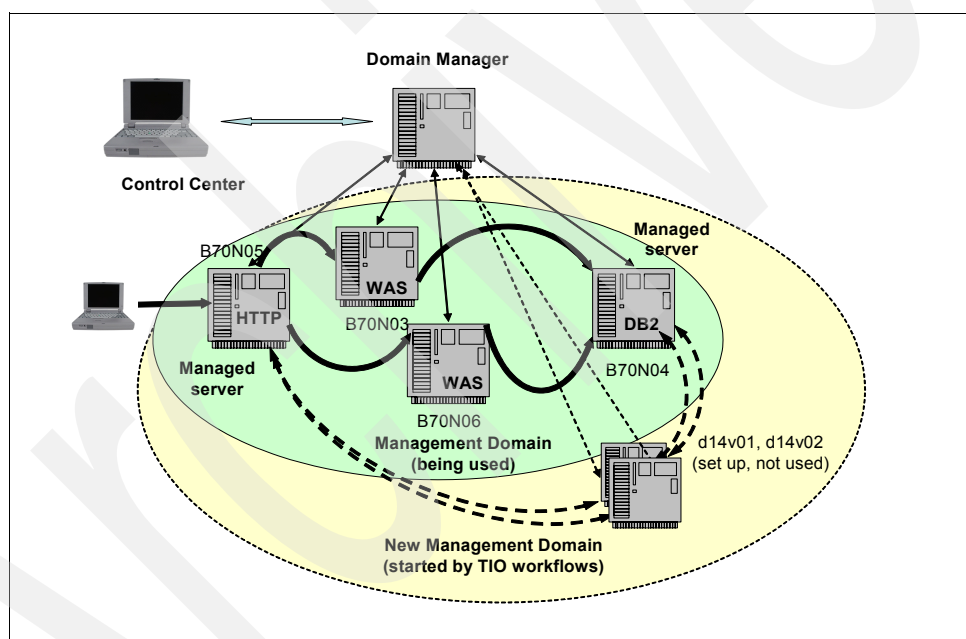 Domain Manager
Control Center
Managed
server
B70N05
WAS
HTTP
DB2
B70N03
WAS
B70N04
Managed
server
B70N06
Management Domain
(being used)
d14v01, d14v02
(set up, not used)
New Management Domain
(started by TIO workflows)